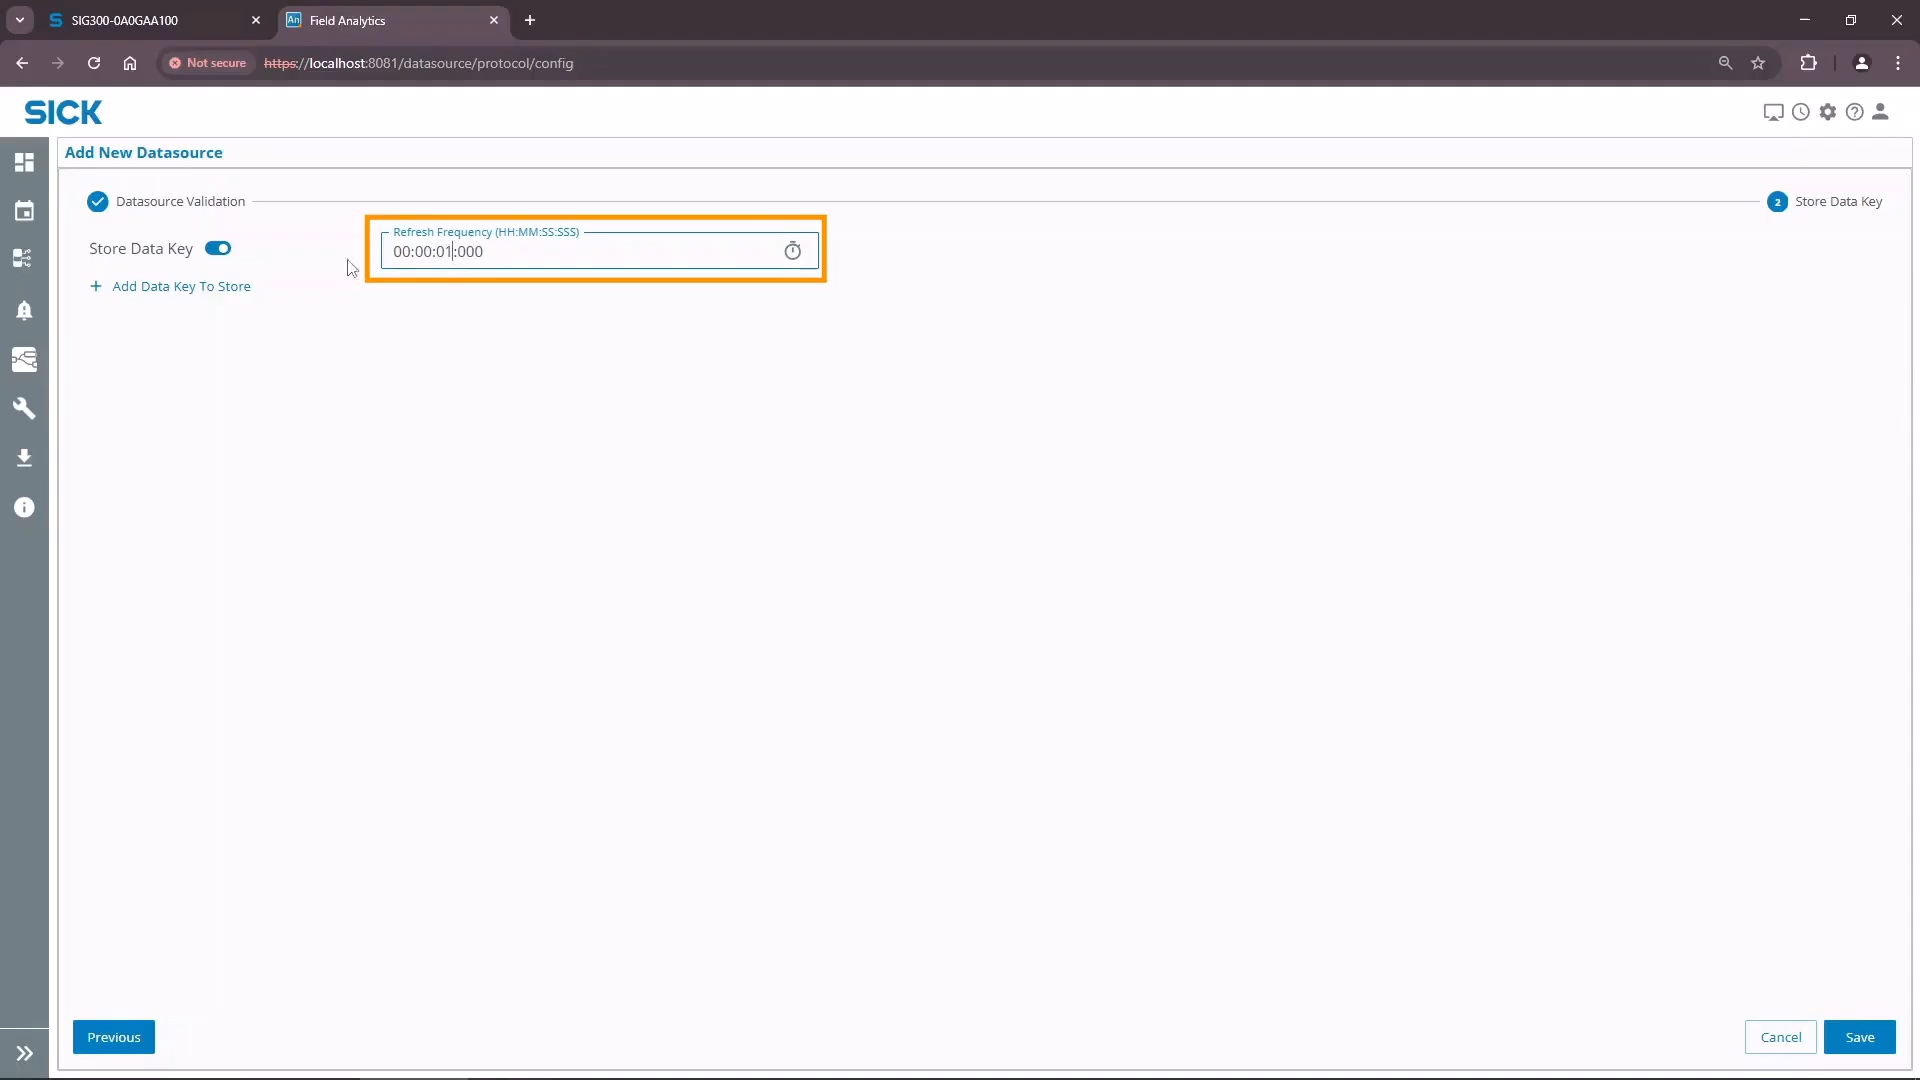 SIG300-0A0GAA100
An Field Analytics
Not secure https://localhost:8081/datasource/protocol/config
SICK
Add New Datasource
Datasource Validation
2 Store Data Key
Store Data Key
Refresh Frequency (HH:MM:SS:SSS)
00:00:01:000
+ Add Data Key To Store
Previous
Cancel
Save